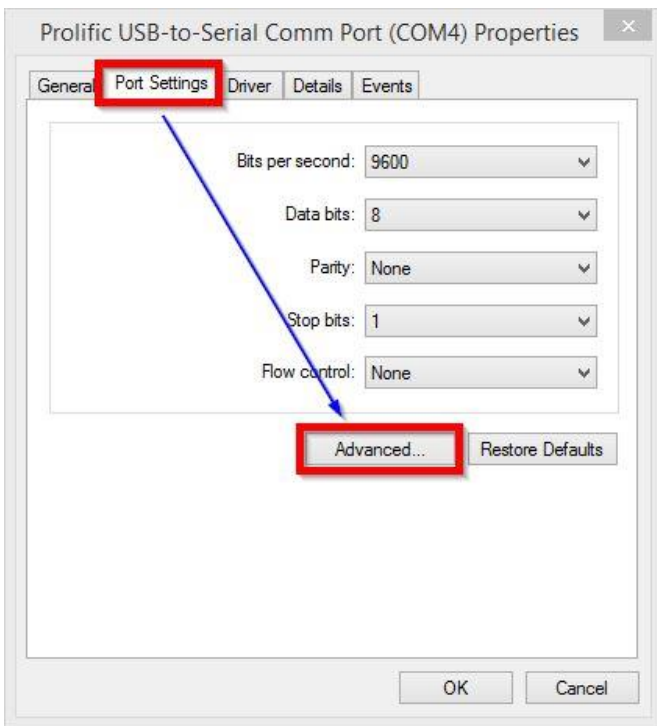 Prolific USB-to-Serial Comm Port (COM4) Properties
General Port Settings Driver Details Events
Bits per second: 9600
Data bits: 8
Parity: None
Stop bits: 1
Flow control: None
Advanced... Restore Defaults
OK Cancel